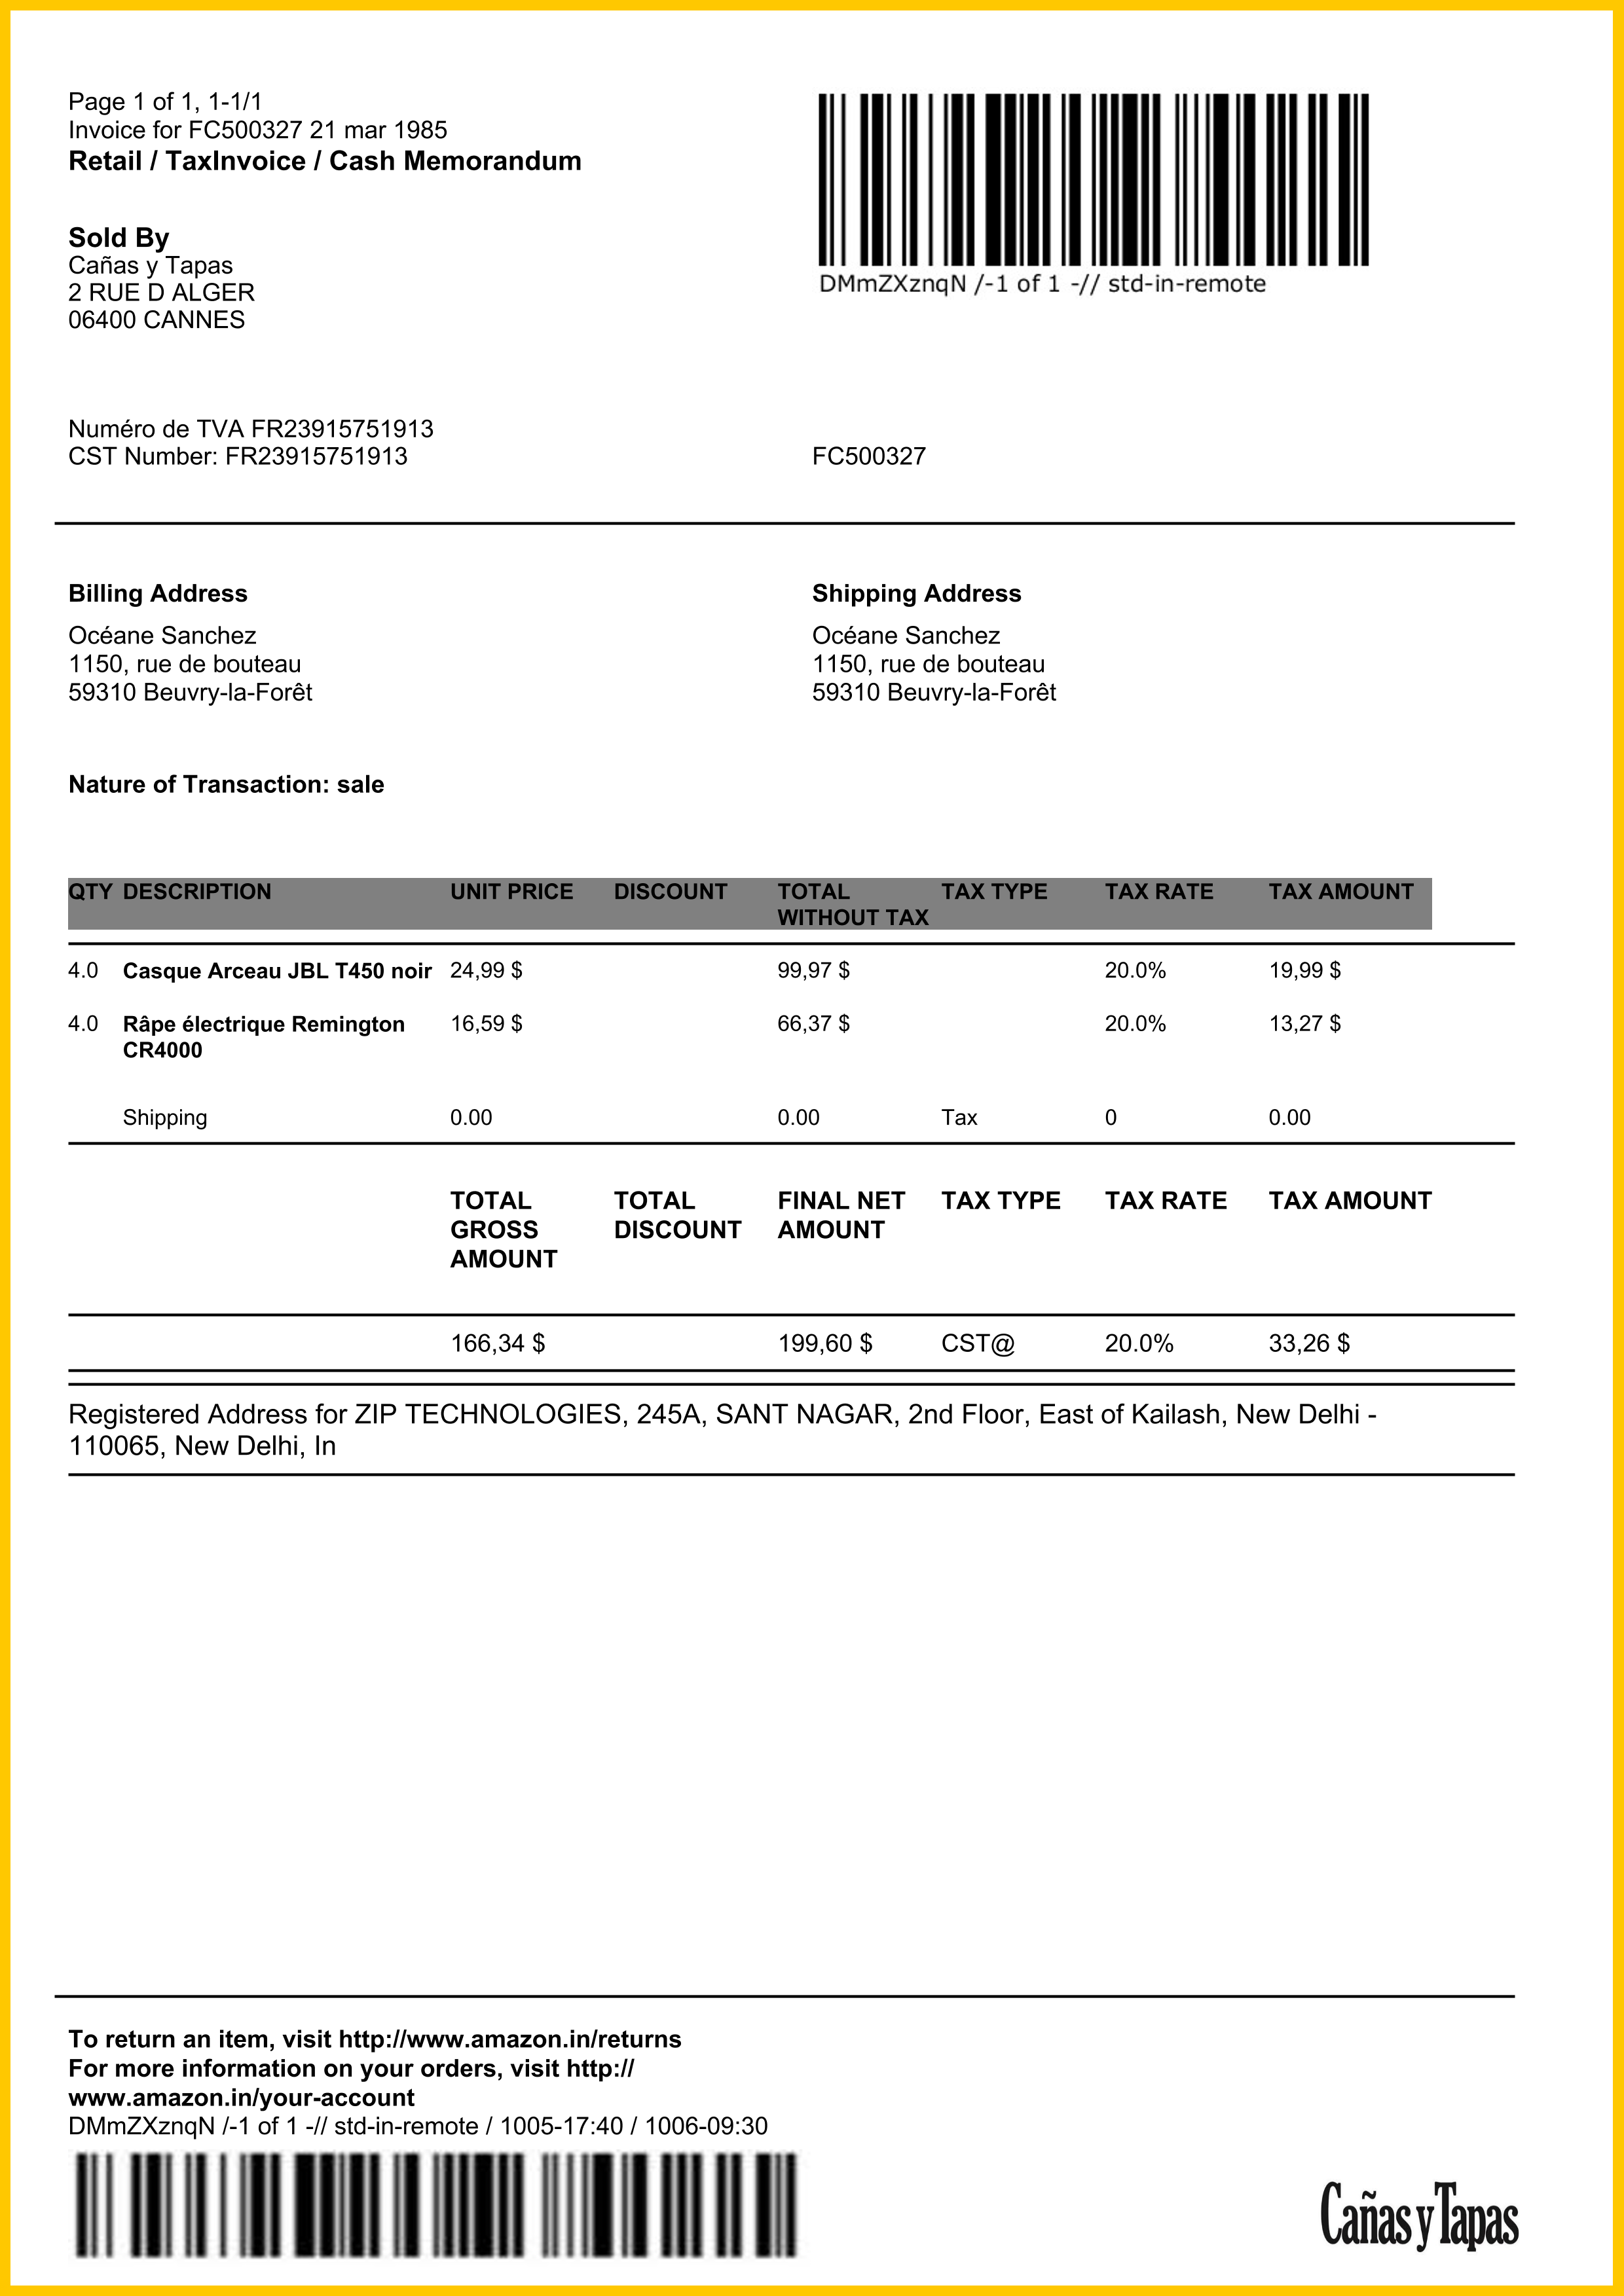 Page 1 of 1, 1-1/1
Invoice for FC500327 21 mar 1985
Retail / TaxInvoice / Cash Memorandum
DMmZXznqN /-1 of 1 -// std-in-remote
Sold By
Cañas y Tapas
2 RUE D ALGER
06400 CANNES
Numéro de TVA FR23915751913
CST Number: FR23915751913 FC500327
Billing Address
Océane Sanchez
1150, rue de bouteau
59310 Beuvry-la-Forêt
Shipping Address
Océane Sanchez
1150, rue de bouteau
59310 Beuvry-la-Forêt
Nature of Transaction: sale
QTY DESCRIPTION UNIT PRICE DISCOUNT TOTAL TAX TYPE TAX RATE TAX AMOUNT
WITHOUT TAX
4.0 Casque Arceau JBL T450 noir 24,99 $ 99,97 $ 20.0% 19,99 $
4.0 Râpe électrique Remington 16,59 $ 66,37 $ 20.0% 13,27 $
CR4000
Shipping 0.00 0.00 Tax 0 0.00
TOTAL TOTAL FINAL NET TAX TYPE TAX RATE TAX AMOUNT
GROSS DISCOUNT AMOUNT
AMOUNT
166,34 $ 199,60 $ CST@ 20.0% 33,26 $
Registered Address for ZIP TECHNOLOGIES, 245A, SANT NAGAR, 2nd Floor, East of Kailash, New Delhi -
110065, New Delhi, In
To return an item, visit http://www.amazon.in/returns
For more information on your orders, visit http://
www.amazon.in/your-account
DMmZXznqN /-1 of 1 -// std-in-remote / 1005-17:40 / 1006-09:30
Cañas y Tapas